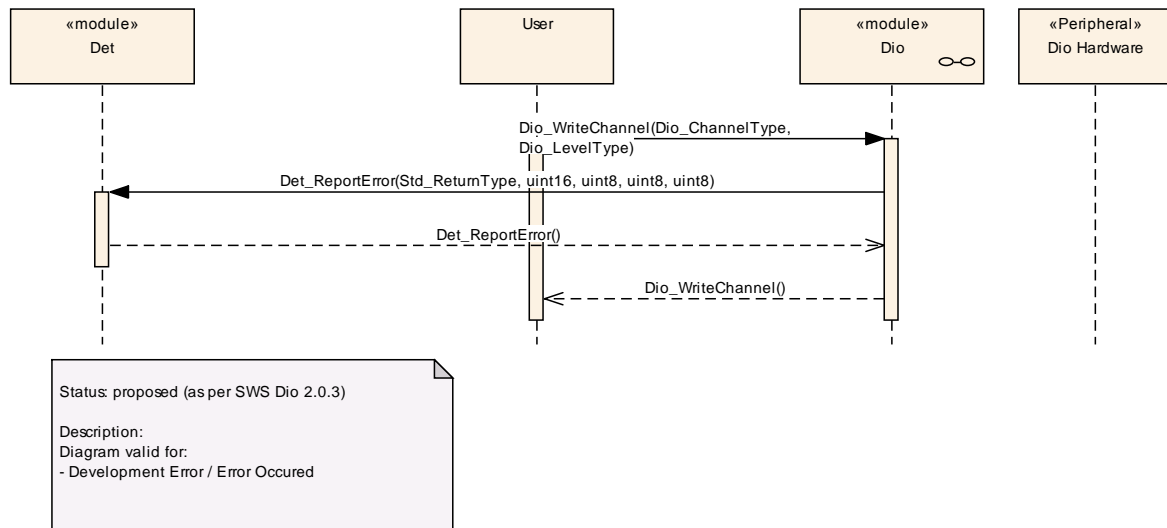 «module»
Det
User
«module»
Dio
«Peripheral»
Dio Hardware
Dio_WriteChannel(Dio_ChannelType,
Dio_LevelType)
Det_ReportError(Std_ReturnType, uint16, uint8, uint8, uint8)
Det_ReportError()
Dio_WriteChannel()
Status: proposed (as per SWS Dio 2.0.3)
Description:
Diagram valid for:
- Development Error / Error Occured